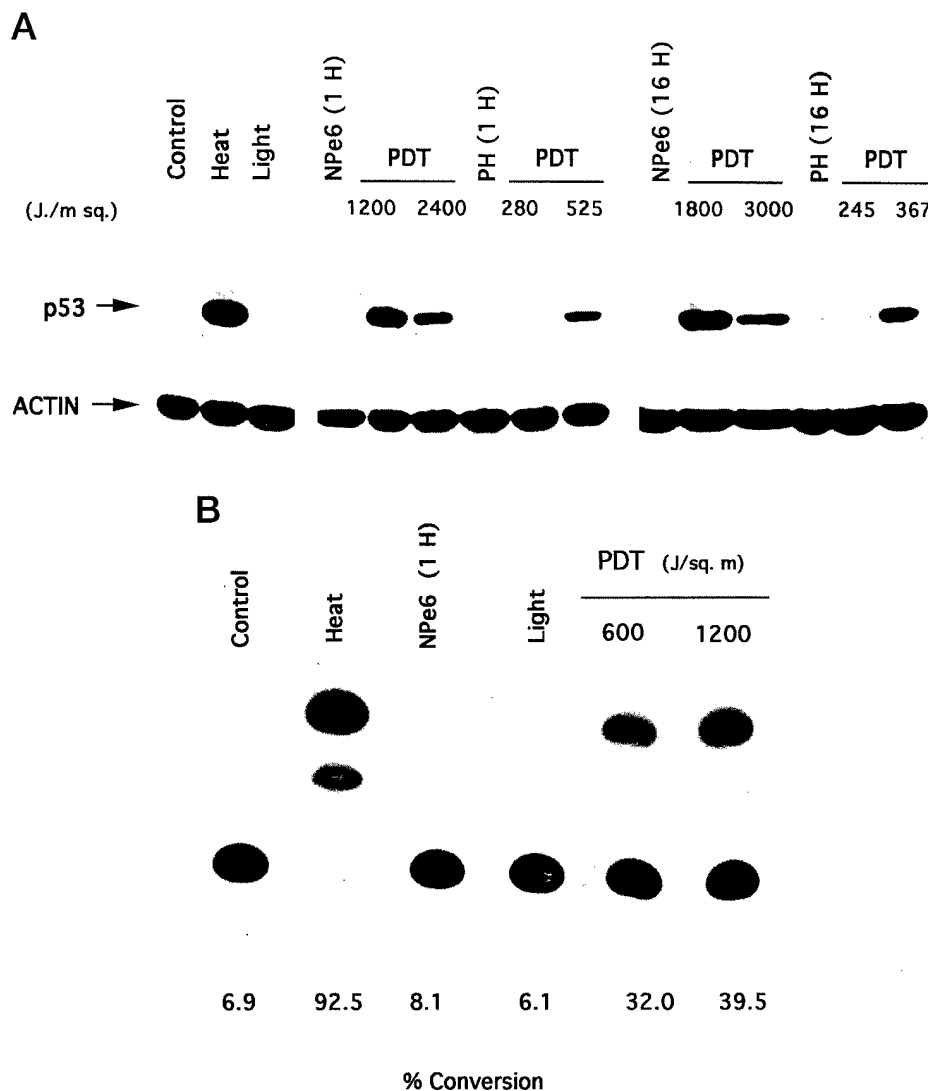 A
Control
Heat
Light
NPe6 (1 H)
PDT
PH (1 H)
PDT
NPe6 (16 H)
PDT
PH (16 H)
PDT
(J./m sq.)
1200 2400
280 525
1800 3000
245 367
p53
ACTIN
B
Control
Heat
NPe6 (1 H)
Light
PDT (J/sq. m)
600 1200
6.9 92.5 8.1 6.1 32.0 39.5
% Conversion